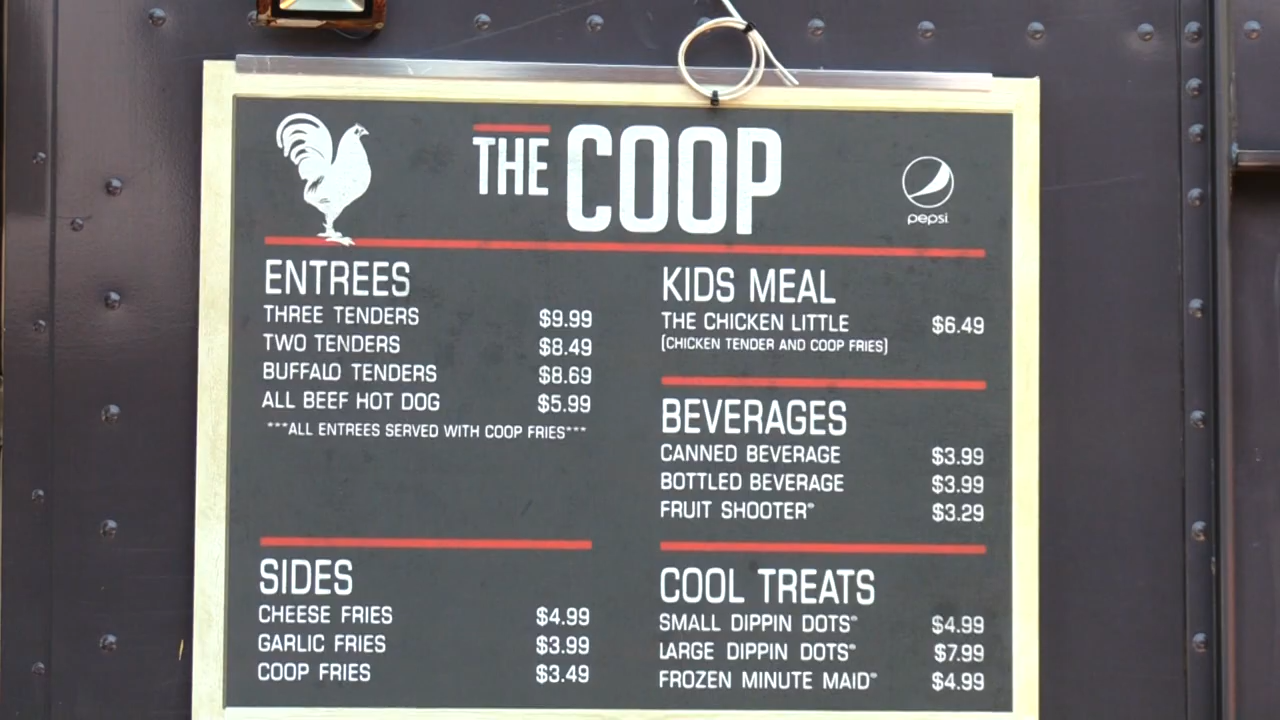 THE COOP
pepsi
ENTREES
THREE TENDERS $9.99
TWO TENDERS $8.49
BUFFALO TENDERS $8.69
ALL BEEF HOT DOG $5.99
***ALL ENTREES SERVED WITH COOP FRIES***
SIDES
CHEESE FRIES $4.99
GARLIC FRIES $3.99
COOP FRIES $3.49
KIDS MEAL
THE CHICKEN LITTLE $6.49
(CHICKEN TENDER AND COOP FRIES)
BEVERAGES
CANNED BEVERAGE $3.99
BOTTLED BEVERAGE $3.99
FRUIT SHOOTER® $3.29
COOL TREATS
SMALL DIPPIN DOTS® $4.99
LARGE DIPPIN DOTS® $7.99
FROZEN MINUTE MAID® $4.99